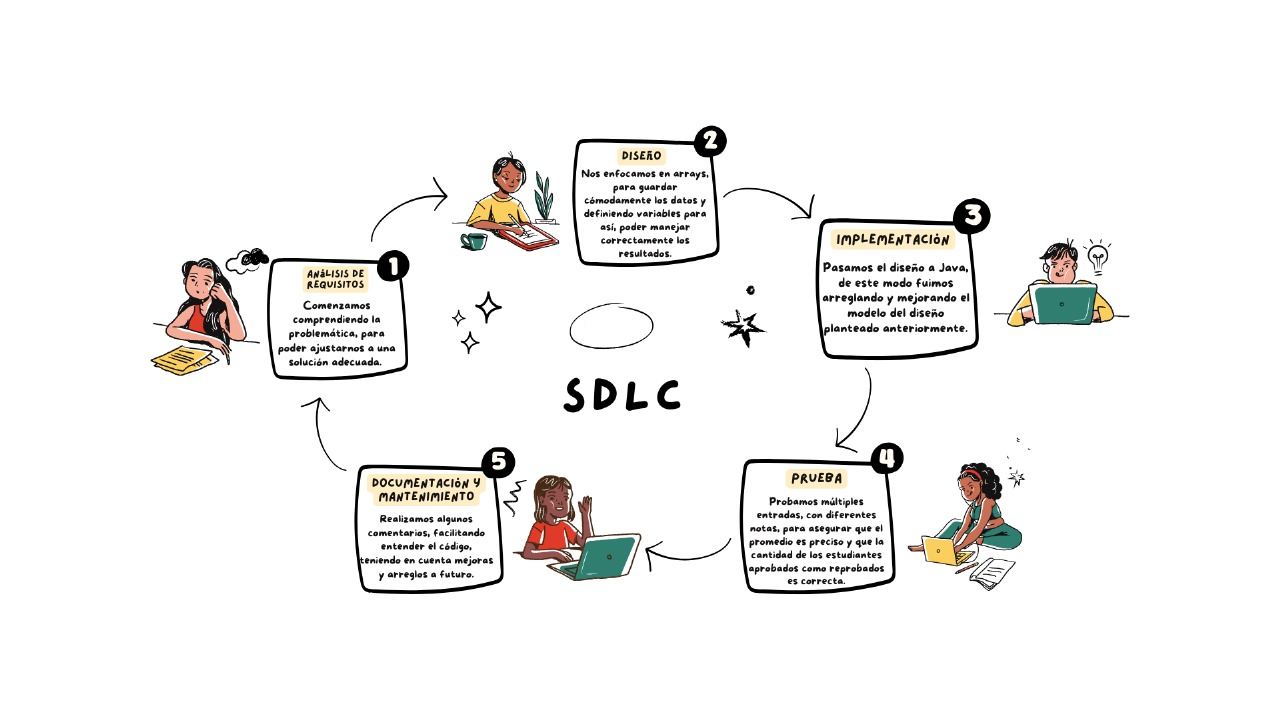 1
ANÁLISIS DE
REQUISITOS
Comenzamos
comprendiendo la
problemática, para
poder ajustarnos a una
solución adecuada.
2
DISEÑO
Nos enfocamos en arrays,
para guardar
cómodamente los datos y
definiendo variables para
así, poder manejar
correctamente los
resultados.
3
IMPLEMENTACIÓN
Pasamos el diseño a Java,
de este modo fuimos
arreglando y mejorando el
modelo del diseño
planteado anteriormente.
SDLC
4
PRUEBA
Probamos múltiples
entradas, con diferentes
notas, para asegurar que el
promedio es preciso y que la
cantidad de los estudiantes
aprobados como reprobados
es correcta.
5
DOCUMENTACIÓN Y
MANTENIMIENTO
Realizamos algunos
comentarios, facilitando
entender el código,
teniendo en cuenta mejoras
y arreglos a futuro.